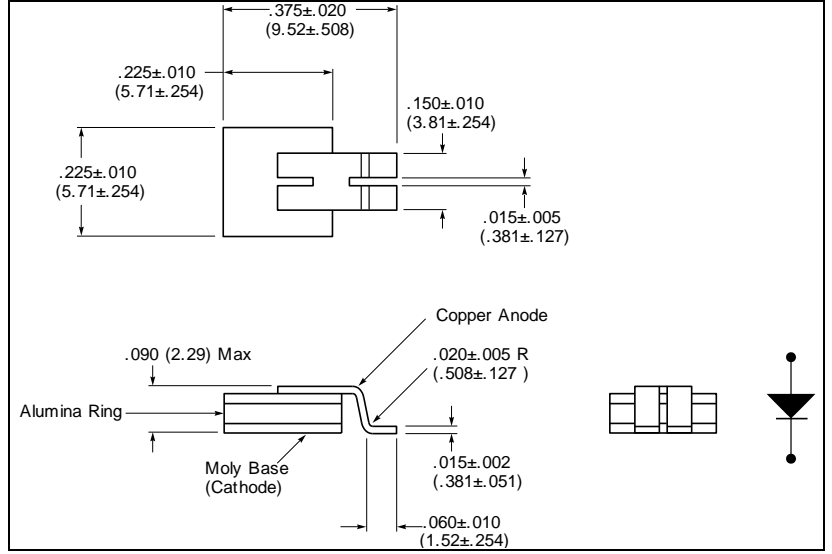 .375±.020
(9.52±.508)
.225±.010
(5.71±.254)
.150±.010
(3.81±.254)
.225±.010
(5.71±.254)
.015±.005
(.381±.127)
Copper Anode
.090 (2.29) Max
.020±.005 R
(.508±.127 )
Alumina Ring
Moly Base
(Cathode)
.015±.002
(.381±.051)
.060±.010
(1.52±.254)